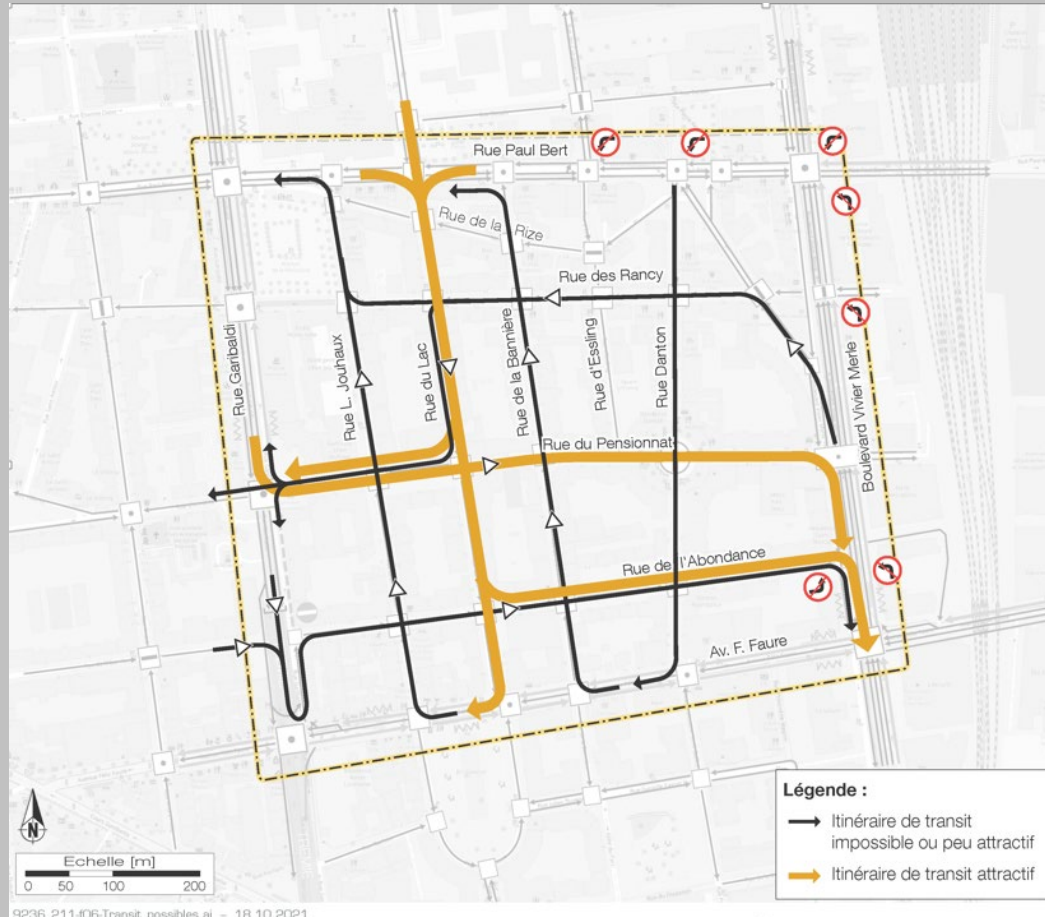 Rue Paul Bert
Rue de la Rize
Rue des Rancy
Rue Garibaldi
Rue L. Jouhaux
Rue du Lac
Rue de la Bannière
Rue d'Essling
Rue Danton
Boulevard Vivier Merle
Rue du Pensionnat
Rue de l'Abondance
Av. F. Faure
Légende :
Itinéraire de transit
impossible ou peu attractif
Itinéraire de transit attractif
N
Echelle [m]
0 50 100 200
9236_211-f06-Transit_possibles.ai - 18.10.2021